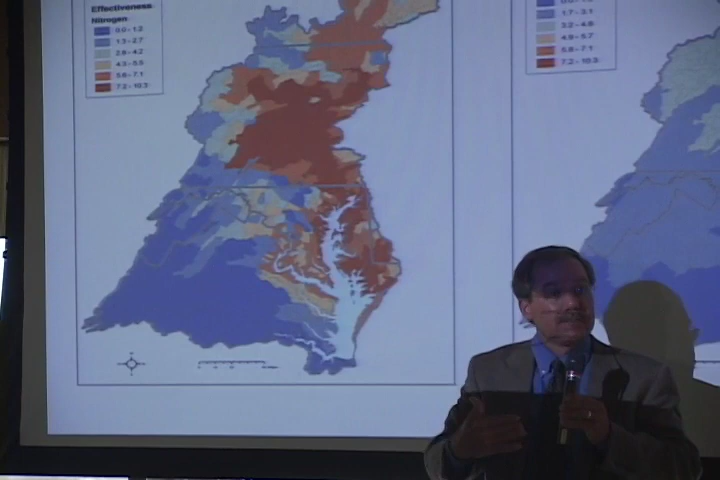 Effectiveness
Nitrogen
0.0 - 1.2
1.3 - 2.7
2.8 - 4.2
4.3 - 5.5
5.6 - 7.1
7.2 - 10.3
1.7 - 3.1
3.2 - 4.8
4.9 - 5.7
5.8 - 7.1
7.2 - 10.3